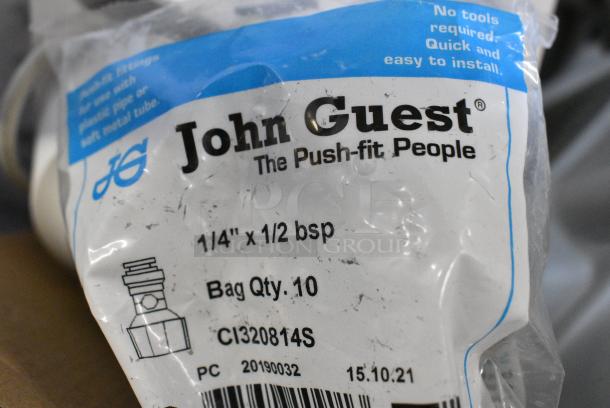 Push-fit fittings
for use with
plastic pipe or
soft metal tube.
No tools
required.
Quick and
easy to install.
JG
John Guest®
The Push-fit People
1/4" x 1/2 bsp
AUCTION GROUP
Bag Qty. 10
CI320814S
PC 20190032 15.10.21